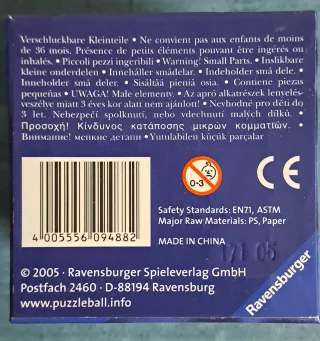 Verschluckbare Kleinteile • Ne convient pas aux enfants de moins
de 36 mois. Présence de petits éléments pouvant être ingérés ou
inhalés. • Piccoli pezzi ingeribili • Warning! Small Parts. • Inslikbare
kleine onderdelen • Innehåller smådelar. • Indeholder små dele. •
Inneholder små deler. • Peças pequenas • Contiene piezas
pequeñas • UWAGA! Małe elementy. • Az apró alkatrészek lenyelés-
veszélye miatt 3 éves kor alatt nem ajánlott! • Nevhodné pro děti do
3 let. Nebezpečí spolknutí, nebo vdechnutí malých dílků. •
Προσοχή! Κίνδυνος κατάποσης μικρών κομματιών. •
Внимание! мелкие детали • Yutulabilen küçük parçalar
0-3
CE
4 005556 094882
Safety Standards: EN71, ASTM
Major Raw Materials: PS, Paper
MADE IN CHINA
171 05
© 2005 · Ravensburger Spieleverlag GmbH
Postfach 2460 · D-88194 Ravensburg
www.puzzleball.info
Ravensburger